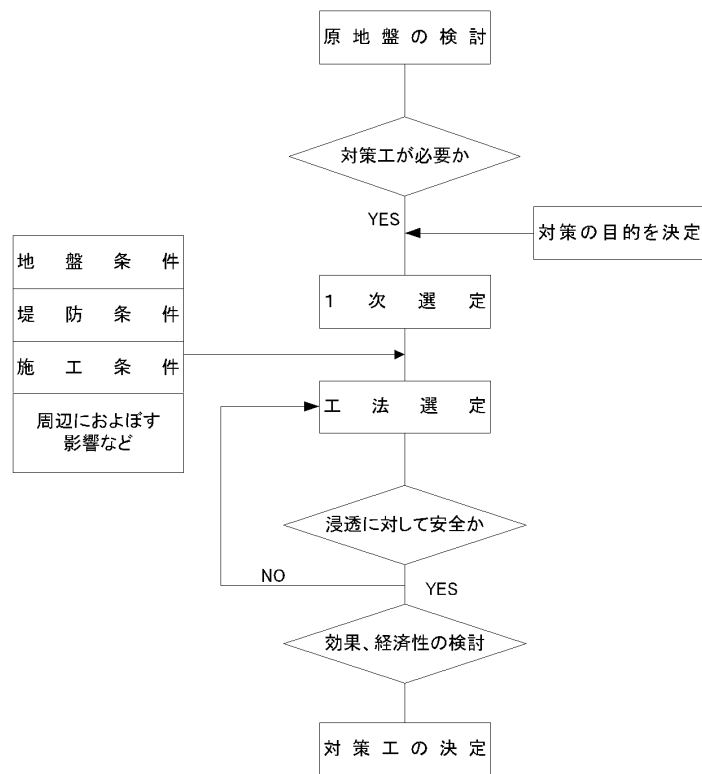 原地盤の検討
対策工が必要か
YES
対策の目的を決定
地盤条件
堤防条件
施工条件
周辺におよぼす
影響など
1次選定
工法選定
浸透に対して安全か
NO
YES
効果、経済性の検討
対策工の決定